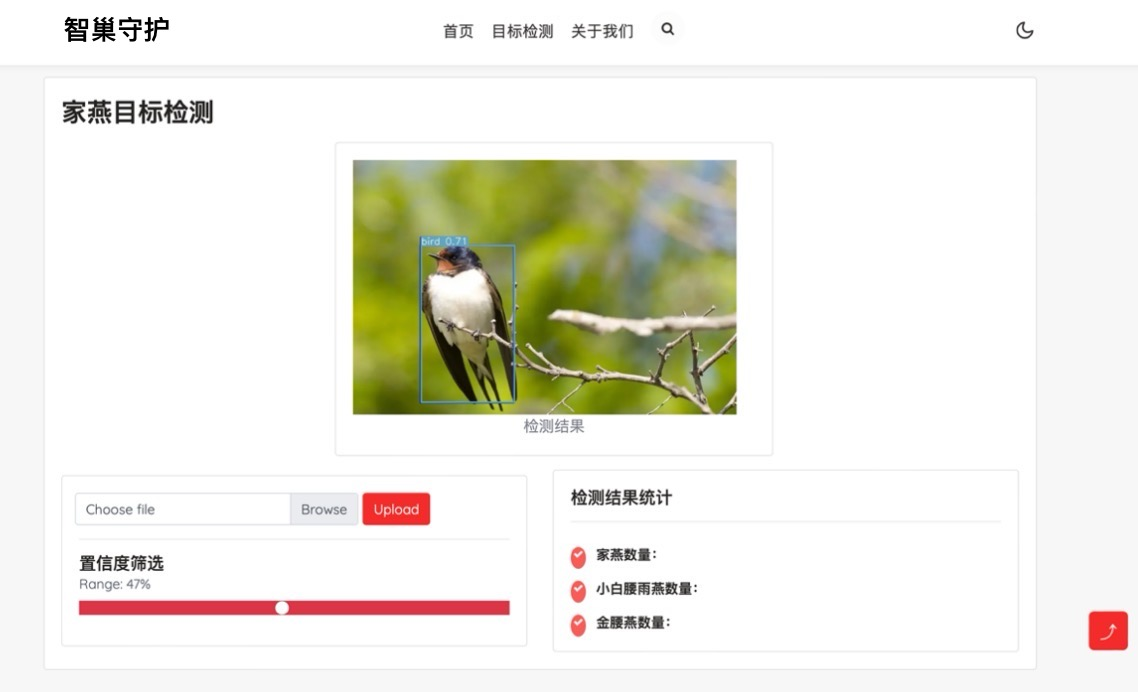 智巢守护
首页 目标检测 关于我们
家燕目标检测
bird 0.71
检测结果
Choose file Browse Upload
置信度筛选
Range: 47%
检测结果统计
家燕数量：
小白腰雨燕数量：
金腰燕数量：